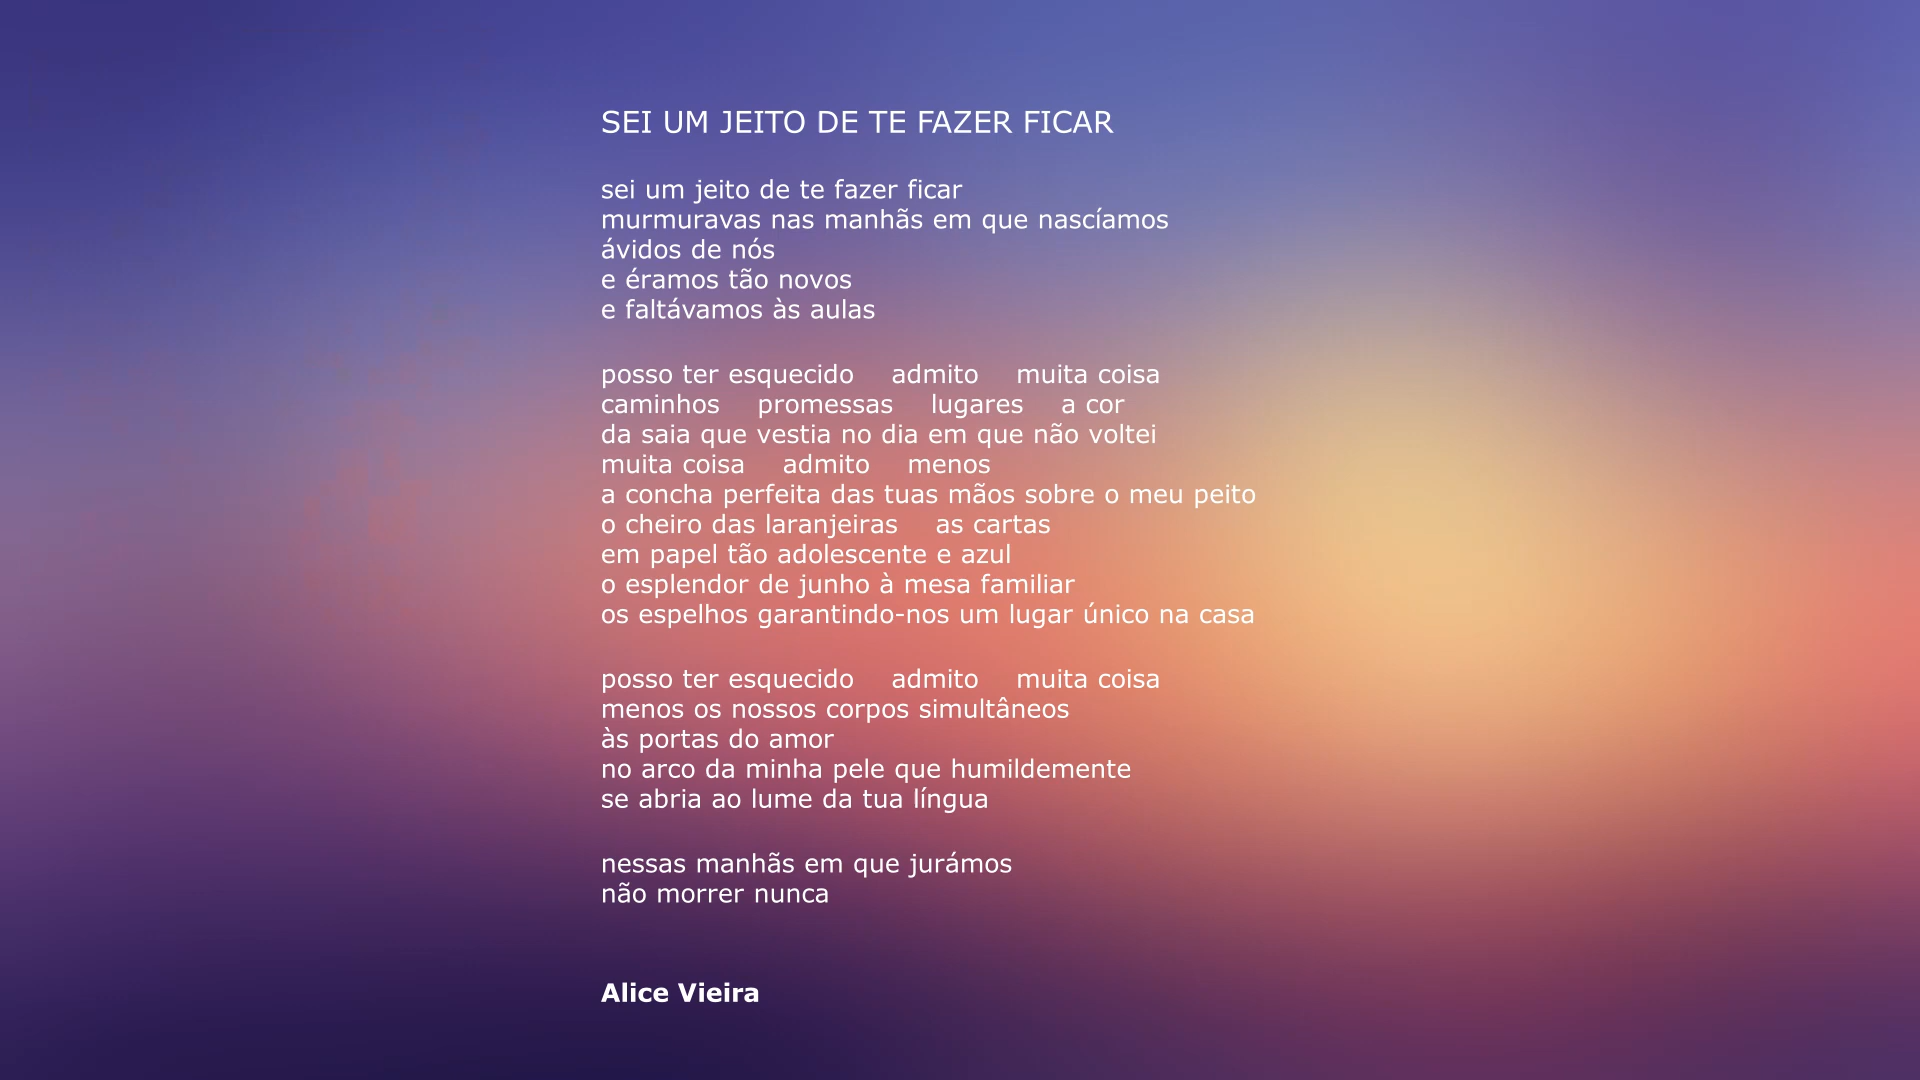 SEI UM JEITO DE TE FAZER FICAR

sei um jeito de te fazer ficar
murmuravas nas manhãs em que nascíamos
ávidos de nós
e éramos tão novos
e faltávamos às aulas

posso ter esquecido    admito    muita coisa
caminhos    promessas    lugares    a cor
da saia que vestia no dia em que não voltei
muita coisa    admito    menos
a concha perfeita das tuas mãos sobre o meu peito
o cheiro das laranjeiras    as cartas
em papel tão adolescente e azul
o esplendor de junho à mesa familiar
os espelhos garantindo-nos um lugar único na casa

posso ter esquecido    admito    muita coisa
menos os nossos corpos simultâneos
às portas do amor
no arco da minha pele que humildemente
se abria ao lume da tua língua

nessas manhãs em que jurámos
não morrer nunca

Alice Vieira